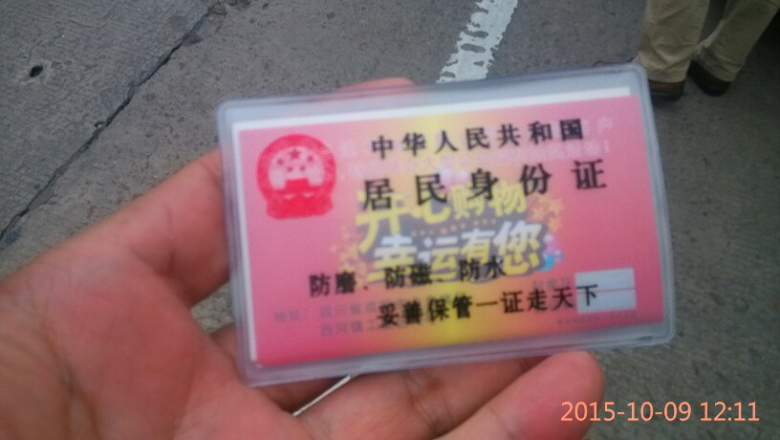 中华人民共和国
居民身份证
开心购物
幸运有您
防磨、防磁、防水
妥善保管一证走天下
2015-10-09 12:11